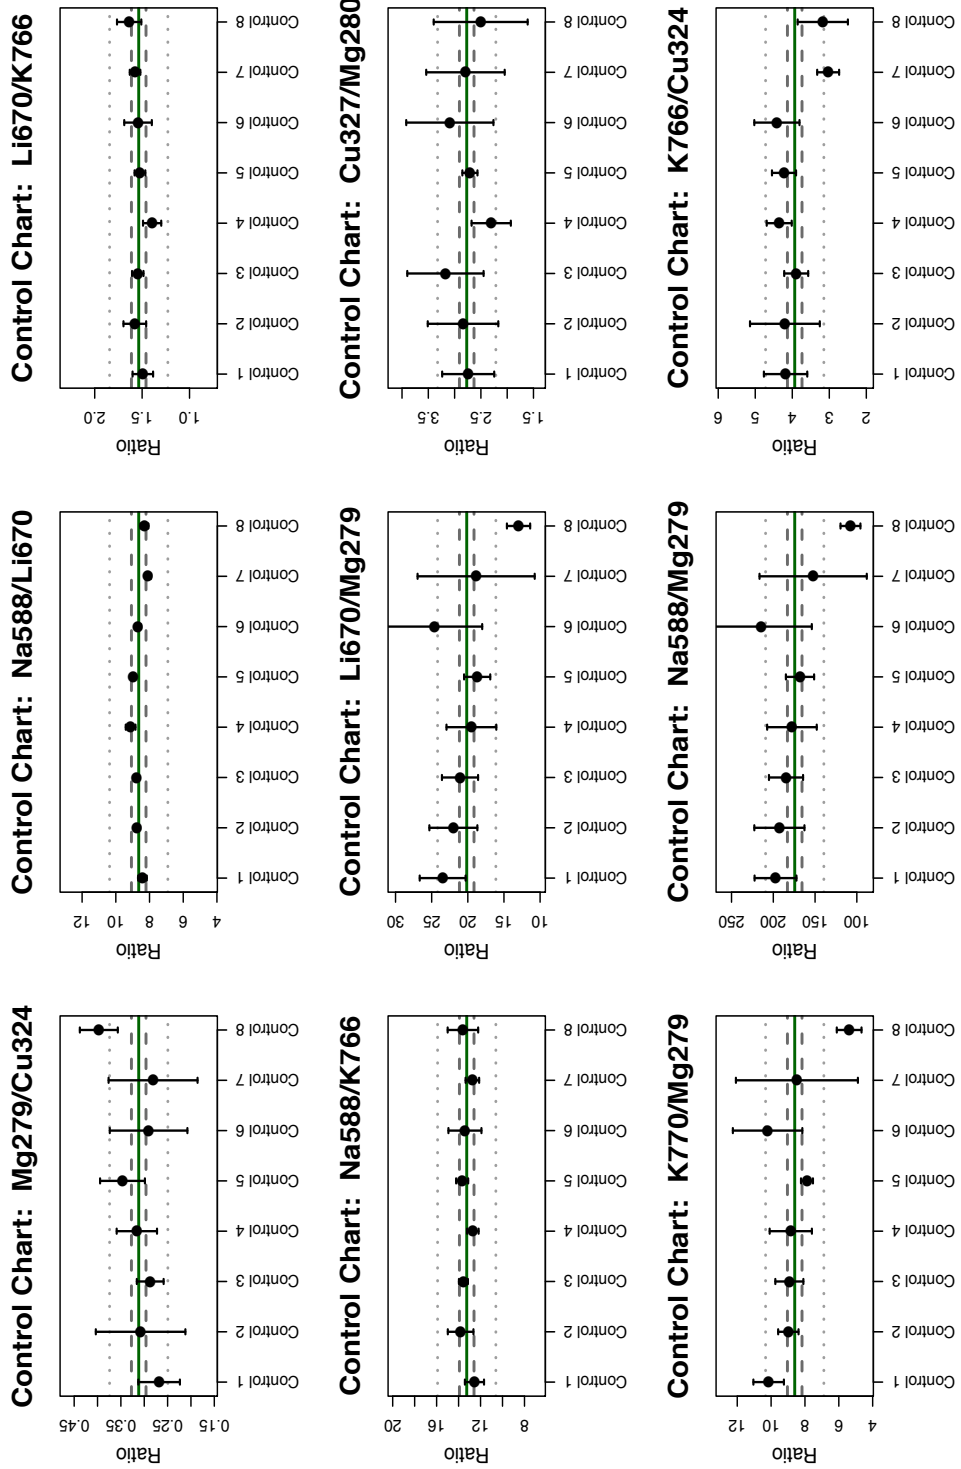 Control Chart: Mg279/Cu324
Ratio
0.45
0.35
0.25
0.15
Control 1
Control 2
Control 3
Control 4
Control 5
Control 6
Control 7
Control 8
Control Chart: Na588/Li670
Ratio
12
10
8
6
4
Control 1
Control 2
Control 3
Control 4
Control 5
Control 6
Control 7
Control 8
Control Chart: Li670/K766
Ratio
2.0
1.5
1.0
Control 1
Control 2
Control 3
Control 4
Control 5
Control 6
Control 7
Control 8
Control Chart: Na588/K766
Ratio
20
16
12
8
Control 1
Control 2
Control 3
Control 4
Control 5
Control 6
Control 7
Control 8
Control Chart: Li670/Mg279
Ratio
30
25
20
15
10
Control 1
Control 2
Control 3
Control 4
Control 5
Control 6
Control 7
Control 8
Control Chart: Cu327/Mg280
Ratio
3.5
2.5
1.5
Control 1
Control 2
Control 3
Control 4
Control 5
Control 6
Control 7
Control 8
Control Chart: K770/Mg279
Ratio
12
10
8
6
4
Control 1
Control 2
Control 3
Control 4
Control 5
Control 6
Control 7
Control 8
Control Chart: Na588/Mg279
Ratio
250
200
150
100
Control 1
Control 2
Control 3
Control 4
Control 5
Control 6
Control 7
Control 8
Control Chart: K766/Cu324
Ratio
6
5
4
3
2
Control 1
Control 2
Control 3
Control 4
Control 5
Control 6
Control 7
Control 8